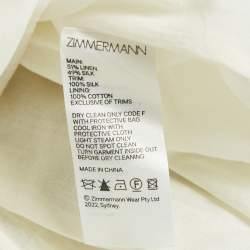 ZIMMERMANN
MAIN:
51% LINEN,
49% SILK
TRIM:
100% SILK
LINING:
100% COTTON
EXCLUSIVE OF TRIMS
DRY CLEAN ONLY CODE F
WITH PROTECTIVE BAG
COOL IRON WITH
PROTECTIVE CLOTH
LIGHT STEAM ONLY
DO NOT SPOT CLEAN
TURN GARMENT INSIDE OUT
BEFORE DRY CLEANING
MADE IN CHINA
© Zimmermann Wear Pty Ltd
2022, Sydney.